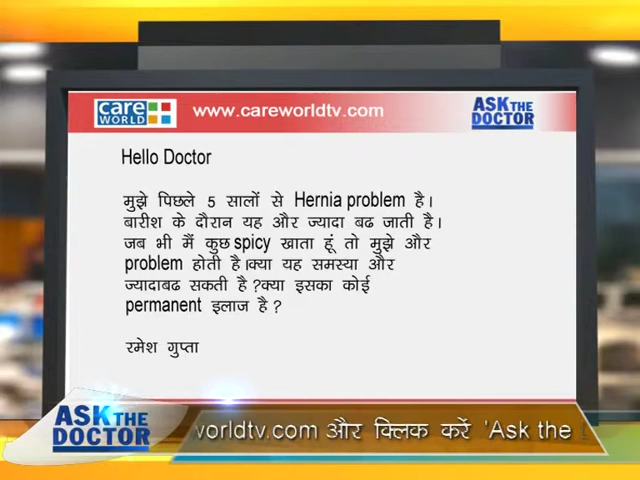 care WORLD www.careworldtv.com ASK THE DOCTOR
Hello Doctor
मुझे पिछले 5 सालों से Hernia problem है।
बारीश के दौरान यह और ज्यादा बढ जाती है।
जब भी मैं कुछ spicy खाता हूं तो मुझे और
problem होती है।क्या यह समस्या और
ज्यादाबढ सकती है ?क्या इसका कोई
permanent इलाज है ?
रमेश गुप्ता
ASK THE DOCTOR
worldtv.com और क्लिक करें 'Ask the